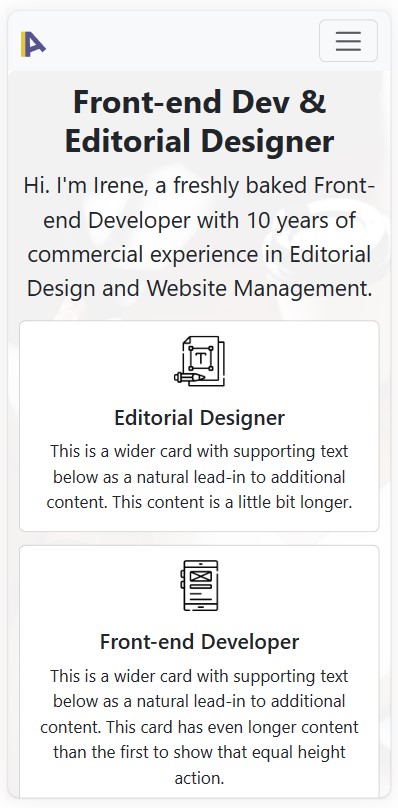 Front-end Dev &
Editorial Designer
Hi. I'm Irene, a freshly baked Front-
end Developer with 10 years of
commercial experience in Editorial
Design and Website Management.
T
Editorial Designer
This is a wider card with supporting text
below as a natural lead-in to additional
content. This content is a little bit longer.
Front-end Developer
This is a wider card with supporting text
below as a natural lead-in to additional
content. This card has even longer content
than the first to show that equal height
action.